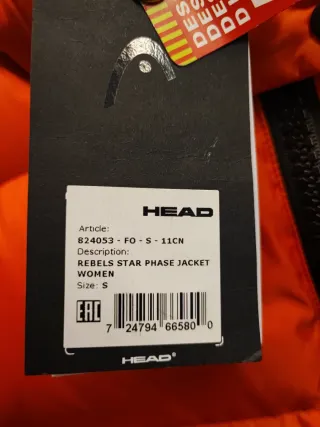 HEAD
Article:
824053 - FO - S - 11CN
Description:
REBELS STAR PHASE JACKET
WOMEN
Size: S
EAC
7 24794 66580 0
HEAD®